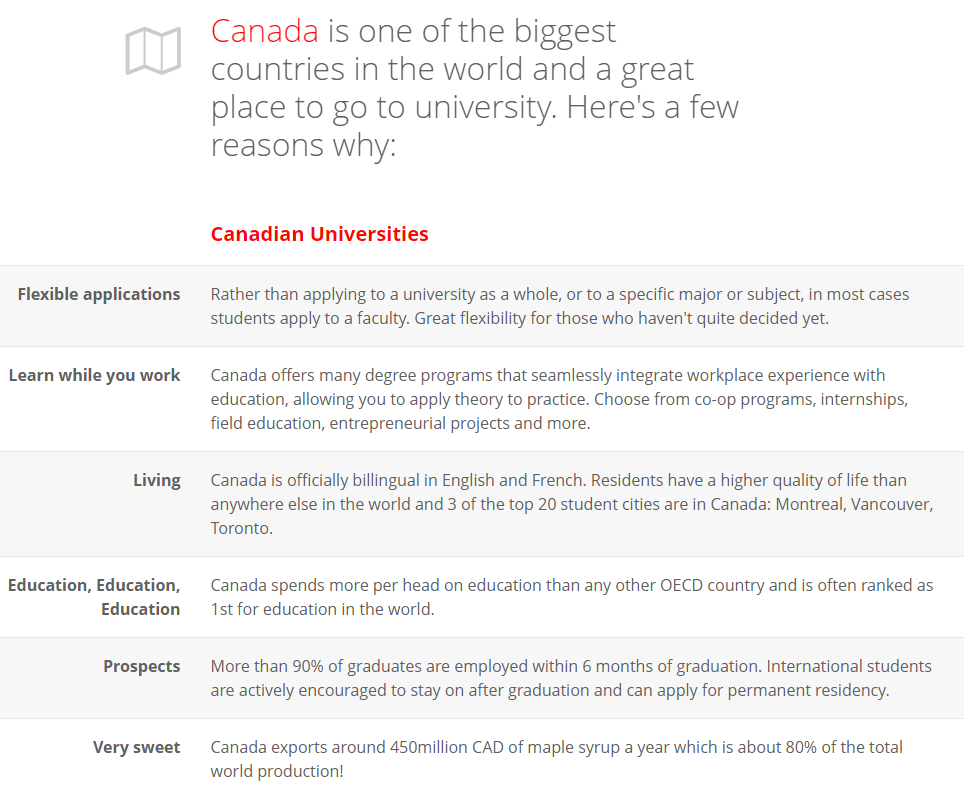 Canada is one of the biggest
countries in the world and a great
place to go to university. Here's a few
reasons why:
Canadian Universities
Flexible applications
Rather than applying to a university as a whole, or to a specific major or subject, in most cases
students apply to a faculty. Great flexibility for those who haven't quite decided yet.
Learn while you work
Canada offers many degree programs that seamlessly integrate workplace experience with
education, allowing you to apply theory to practice. Choose from co-op programs, internships,
field education, entrepreneurial projects and more.
Living
Canada is officially billingual in English and French. Residents have a higher quality of life than
anywhere else in the world and 3 of the top 20 student cities are in Canada: Montreal, Vancouver,
Toronto.
Education, Education,
Education
Canada spends more per head on education than any other OECD country and is often ranked as
1st for education in the world.
Prospects
More than 90% of graduates are employed within 6 months of graduation. International students
are actively encouraged to stay on after graduation and can apply for permanent residency.
Very sweet
Canada exports around 450million CAD of maple syrup a year which is about 80% of the total
world production!